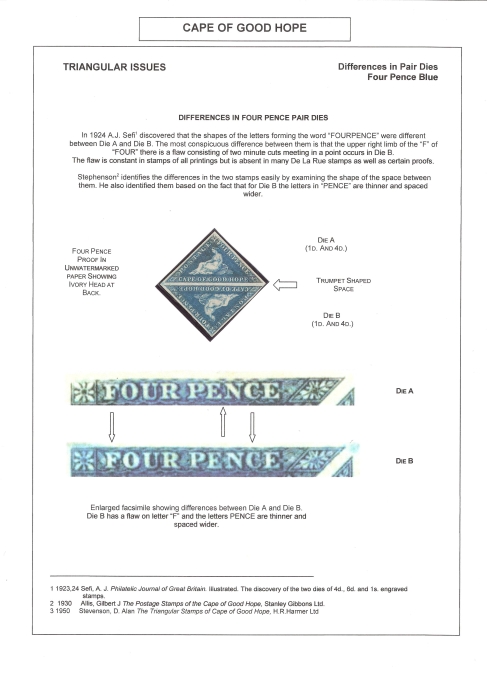 CAPE OF GOOD HOPE
TRIANGULAR ISSUES
Differences in Pair Dies
Four Pence Blue
DIFFERENCES IN FOUR PENCE PAIR DIES
In 1924 A.J. Sefi1 discovered that the shapes of the letters forming the word "FOURPENCE" were different
between Die A and Die B. The most conspicuous difference between them is that the upper right limb of the "F" of
"FOUR" there is a flaw consisting of two minute cuts meeting in a point occurs in Die B.
The flaw is constant in stamps of all printings but is absent in many De La Rue stamps as well as certain proofs.
Stephenson2 identifies the differences in the two stamps easily by examining the shape of the space between
them. He also identified them based on the fact that for Die B the letters in "PENCE" are thinner and spaced
wider.
FOUR PENCE
PROOF IN
UNWATERMARKED
PAPER SHOWING
IVORY HEAD AT
BACK.
DIE A
(1D. AND 4D.)
CAPE OF GOOD HOPE
CAPE OF GOOD HOPE
TRUMPET SHAPED
SPACE
DIE B
(1D. AND 4D.)
FOUR PENCE
DIE A
FOUR PENCE
DIE B
Enlarged facsimile showing differences between Die A and Die B.
Die B has a flaw on letter "F" and the letters PENCE are thinner and
spaced wider.
1 1923,24 Sefi, A. J. Philatelic Journal of Great Britain. Illustrated. The discovery of the two dies of 4d., 6d. and 1s. engraved
stamps.
2 1930 Allis, Gilbert J The Postage Stamps of the Cape of Good Hope, Stanley Gibbons Ltd.
3 1950 Stevenson, D. Alan The Triangular Stamps of Cape of Good Hope, H.R.Harmer Ltd